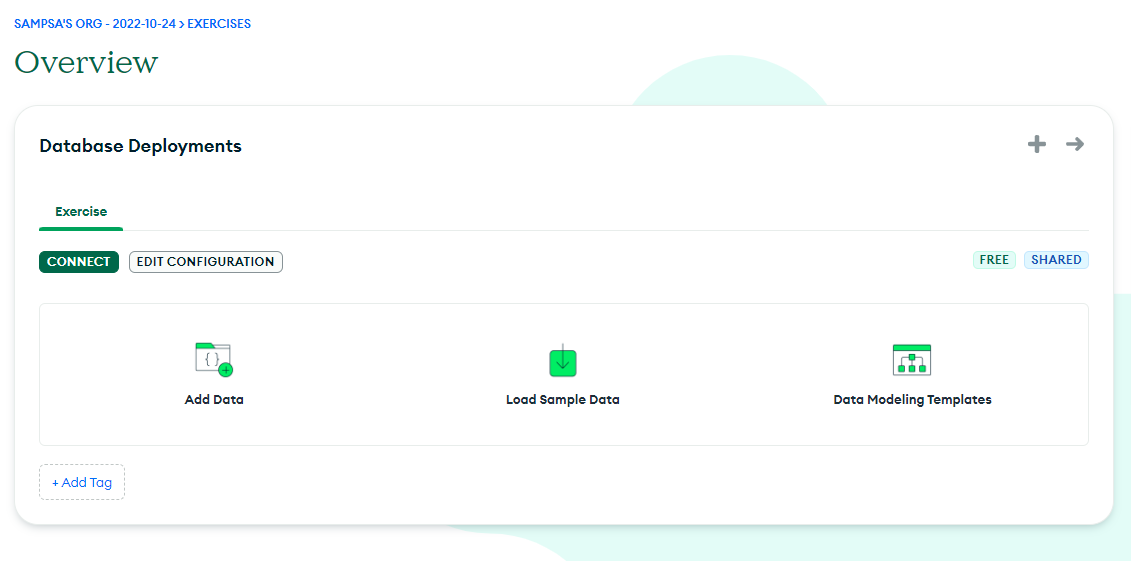 SAMPSA'S ORG - 2022-10-24 > EXERCISES
Overview
Database Deployments
Exercise
CONNECT EDIT CONFIGURATION FREE SHARED
{ }
Add Data Load Sample Data Data Modeling Templates
+ Add Tag